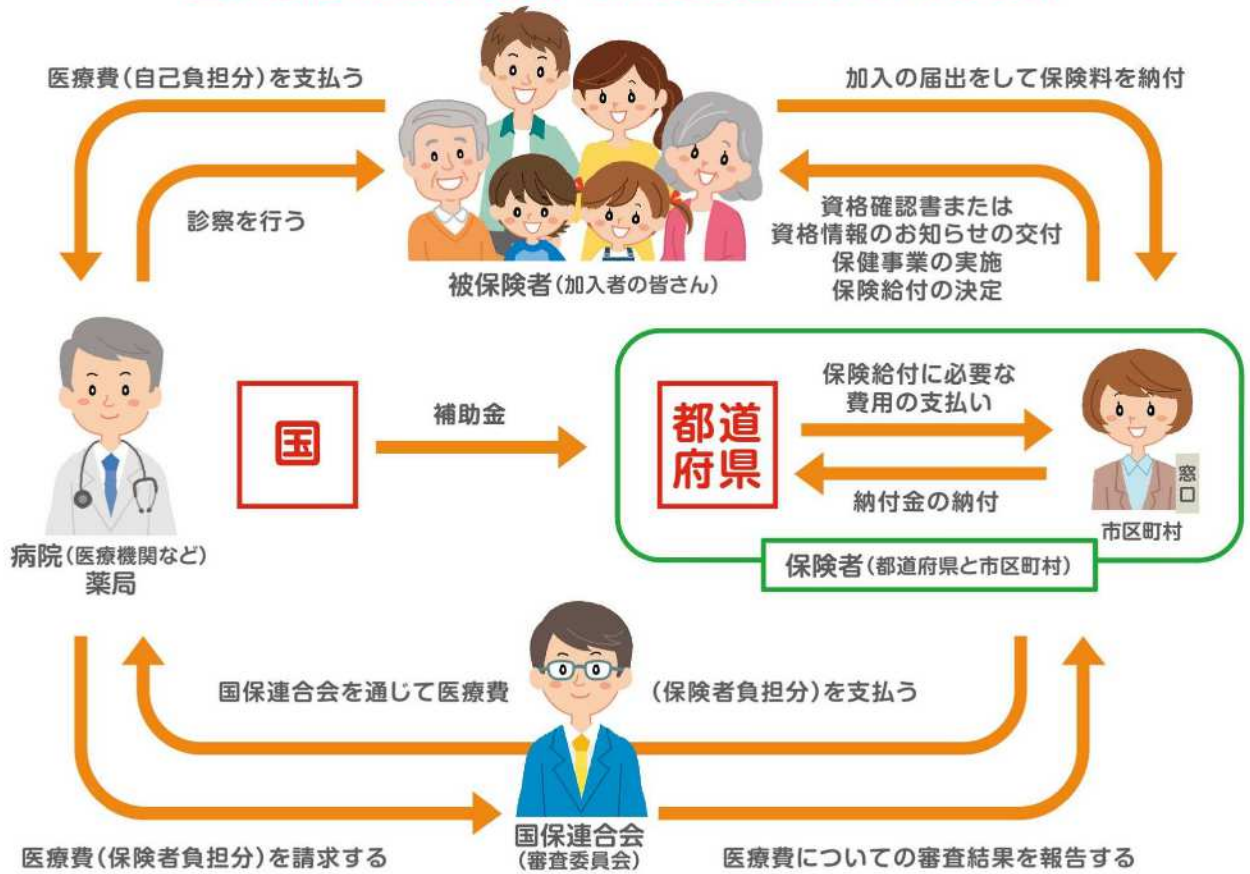 医療費(自己負担分)を支払う
加入の届出をして保険料を納付
診察を行う
資格確認書または
資格情報のお知らせの交付
保健事業の実施
保険給付の決定
被保険者(加入者の皆さん)
国
補助金
都道
府県
保険給付に必要な
費用の支払い
納付金の納付
窓口
市区町村
病院(医療機関など)
薬局
保険者(都道府県と市区町村)
国保連合会を通じて医療費 (保険者負担分)を支払う
国保連合会
(審査委員会)
医療費(保険者負担分)を請求する
医療費についての審査結果を報告する